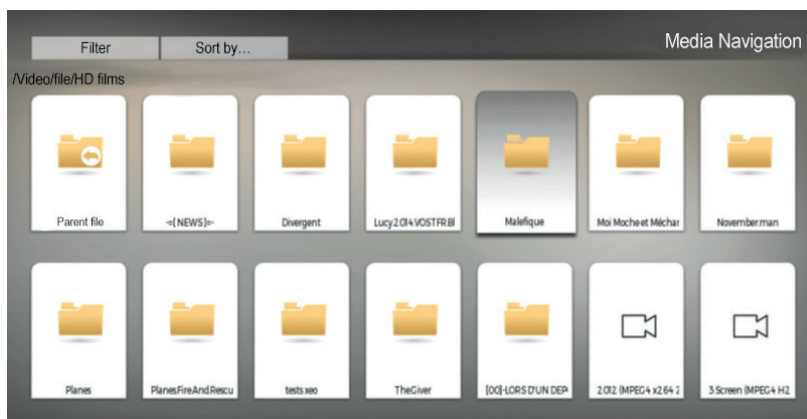 Filter
Sort by...
Media Navigation
/Video/file/HD films
Parent file
-=[NEWS]=-
Divergent
Lucy.2014.VOSTFR.Bl
Malefique
Moi Moche et Méchar
November.man
Planes
PlanesFireAndRescu
tests xeo
TheGiver
[OO]-LORS D'UN DEP
2012 (MPEG4 x264 2
3 Screen (MPEG4 H2